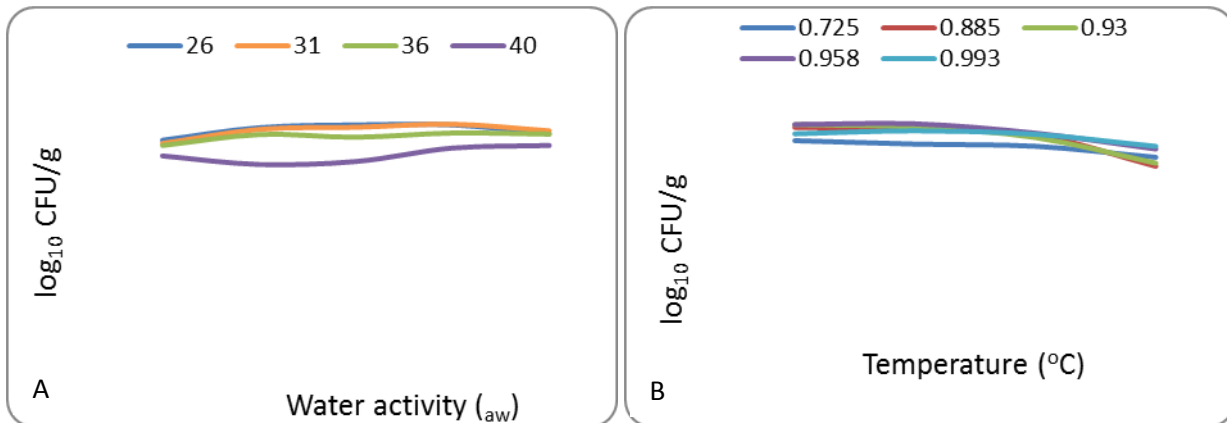 26 31 36 40
log10 CFU/g
Water activity (aw)
A
0.725 0.885 0.93
0.958 0.993
log10 CFU/g
Temperature (oC)
B